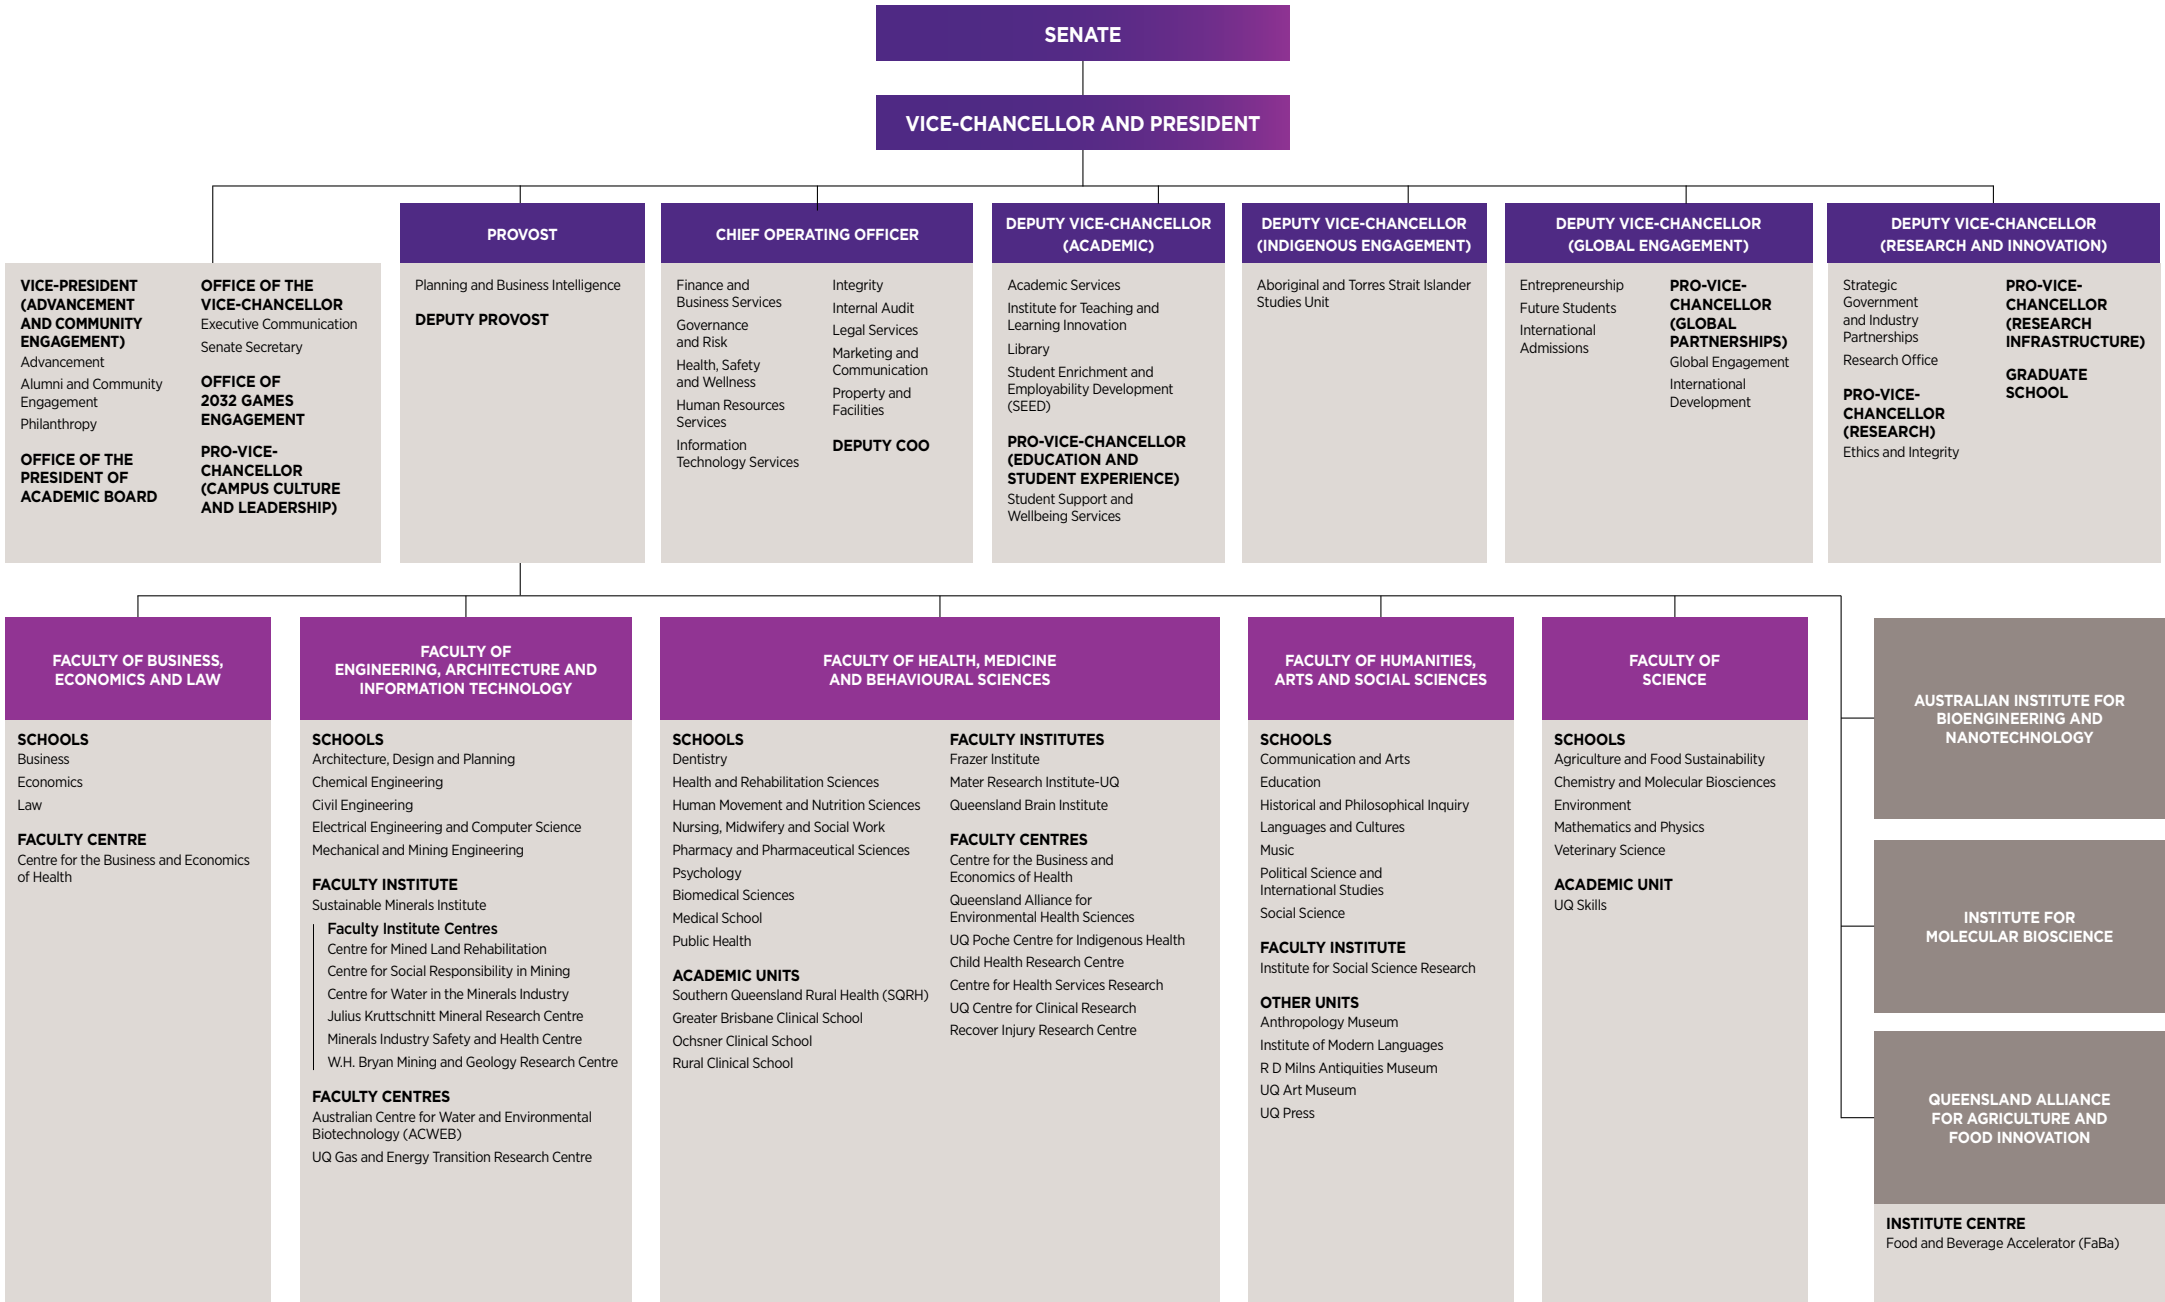 SENATE
VICE-CHANCELLOR AND PRESIDENT
VICE-PRESIDENT
(ADVANCEMENT
AND COMMUNITY
ENGAGEMENT)
Advancement
Alumni and Community
Engagement
Philanthropy
OFFICE OF THE
PRESIDENT OF
ACADEMIC BOARD
OFFICE OF THE
VICE-CHANCELLOR
Executive Communication
Senate Secretary
OFFICE OF
2032 GAMES
ENGAGEMENT
PRO-VICE-
CHANCELLOR
(CAMPUS CULTURE
AND LEADERSHIP)
PROVOST
Planning and Business Intelligence
DEPUTY PROVOST
CHIEF OPERATING OFFICER
Finance and
Business Services
Governance
and Risk
Health, Safety
and Wellness
Human Resources
Services
Information
Technology Services
Integrity
Internal Audit
Legal Services
Marketing and
Communication
Property and
Facilities
DEPUTY COO
DEPUTY VICE-CHANCELLOR
(ACADEMIC)
Academic Services
Institute for Teaching and
Learning Innovation
Library
Student Enrichment and
Employability Development
(SEED)
PRO-VICE-CHANCELLOR
(EDUCATION AND
STUDENT EXPERIENCE)
Student Support and
Wellbeing Services
DEPUTY VICE-CHANCELLOR
(INDIGENOUS ENGAGEMENT)
Aboriginal and Torres Strait Islander
Studies Unit
DEPUTY VICE-CHANCELLOR
(GLOBAL ENGAGEMENT)
Entrepreneurship
Future Students
International
Admissions
PRO-VICE-
CHANCELLOR
(GLOBAL
PARTNERSHIPS)
Global Engagement
International
Development
DEPUTY VICE-CHANCELLOR
(RESEARCH AND INNOVATION)
Strategic
Government
and Industry
Partnerships
Research Office
PRO-VICE-
CHANCELLOR
(RESEARCH)
Ethics and Integrity
PRO-VICE-
CHANCELLOR
(RESEARCH
INFRASTRUCTURE)
GRADUATE
SCHOOL
FACULTY OF BUSINESS,
ECONOMICS AND LAW
SCHOOLS
Business
Economics
Law
FACULTY CENTRE
Centre for the Business and Economics
of Health
FACULTY OF
ENGINEERING, ARCHITECTURE AND
INFORMATION TECHNOLOGY
SCHOOLS
Architecture, Design and Planning
Chemical Engineering
Civil Engineering
Electrical Engineering and Computer Science
Mechanical and Mining Engineering
FACULTY INSTITUTE
Sustainable Minerals Institute
Faculty Institute Centres
Centre for Mined Land Rehabilitation
Centre for Social Responsibility in Mining
Centre for Water in the Minerals Industry
Julius Kruttschnitt Mineral Research Centre
Minerals Industry Safety and Health Centre
W.H. Bryan Mining and Geology Research Centre
FACULTY CENTRES
Australian Centre for Water and Environmental
Biotechnology (ACWEB)
UQ Gas and Energy Transition Research Centre
FACULTY OF HEALTH, MEDICINE
AND BEHAVIOURAL SCIENCES
SCHOOLS
Dentistry
Health and Rehabilitation Sciences
Human Movement and Nutrition Sciences
Nursing, Midwifery and Social Work
Pharmacy and Pharmaceutical Sciences
Psychology
Biomedical Sciences
Medical School
Public Health
ACADEMIC UNITS
Southern Queensland Rural Health (SQRH)
Greater Brisbane Clinical School
Ochsner Clinical School
Rural Clinical School
FACULTY INSTITUTES
Frazer Institute
Mater Research Institute-UQ
Queensland Brain Institute
FACULTY CENTRES
Centre for the Business and
Economics of Health
Queensland Alliance for
Environmental Health Sciences
UQ Poche Centre for Indigenous Health
Child Health Research Centre
Centre for Health Services Research
UQ Centre for Clinical Research
Recover Injury Research Centre
FACULTY OF HUMANITIES,
ARTS AND SOCIAL SCIENCES
SCHOOLS
Communication and Arts
Education
Historical and Philosophical Inquiry
Languages and Cultures
Music
Political Science and
International Studies
Social Science
FACULTY INSTITUTE
Institute for Social Science Research
OTHER UNITS
Anthropology Museum
Institute of Modern Languages
R D Milns Antiquities Museum
UQ Art Museum
UQ Press
FACULTY OF
SCIENCE
SCHOOLS
Agriculture and Food Sustainability
Chemistry and Molecular Biosciences
Environment
Mathematics and Physics
Veterinary Science
ACADEMIC UNIT
UQ Skills
AUSTRALIAN INSTITUTE FOR
BIOENGINEERING AND
NANOTECHNOLOGY
INSTITUTE FOR
MOLECULAR BIOSCIENCE
QUEENSLAND ALLIANCE
FOR AGRICULTURE AND
FOOD INNOVATION
INSTITUTE CENTRE
Food and Beverage Accelerator (FaBa)